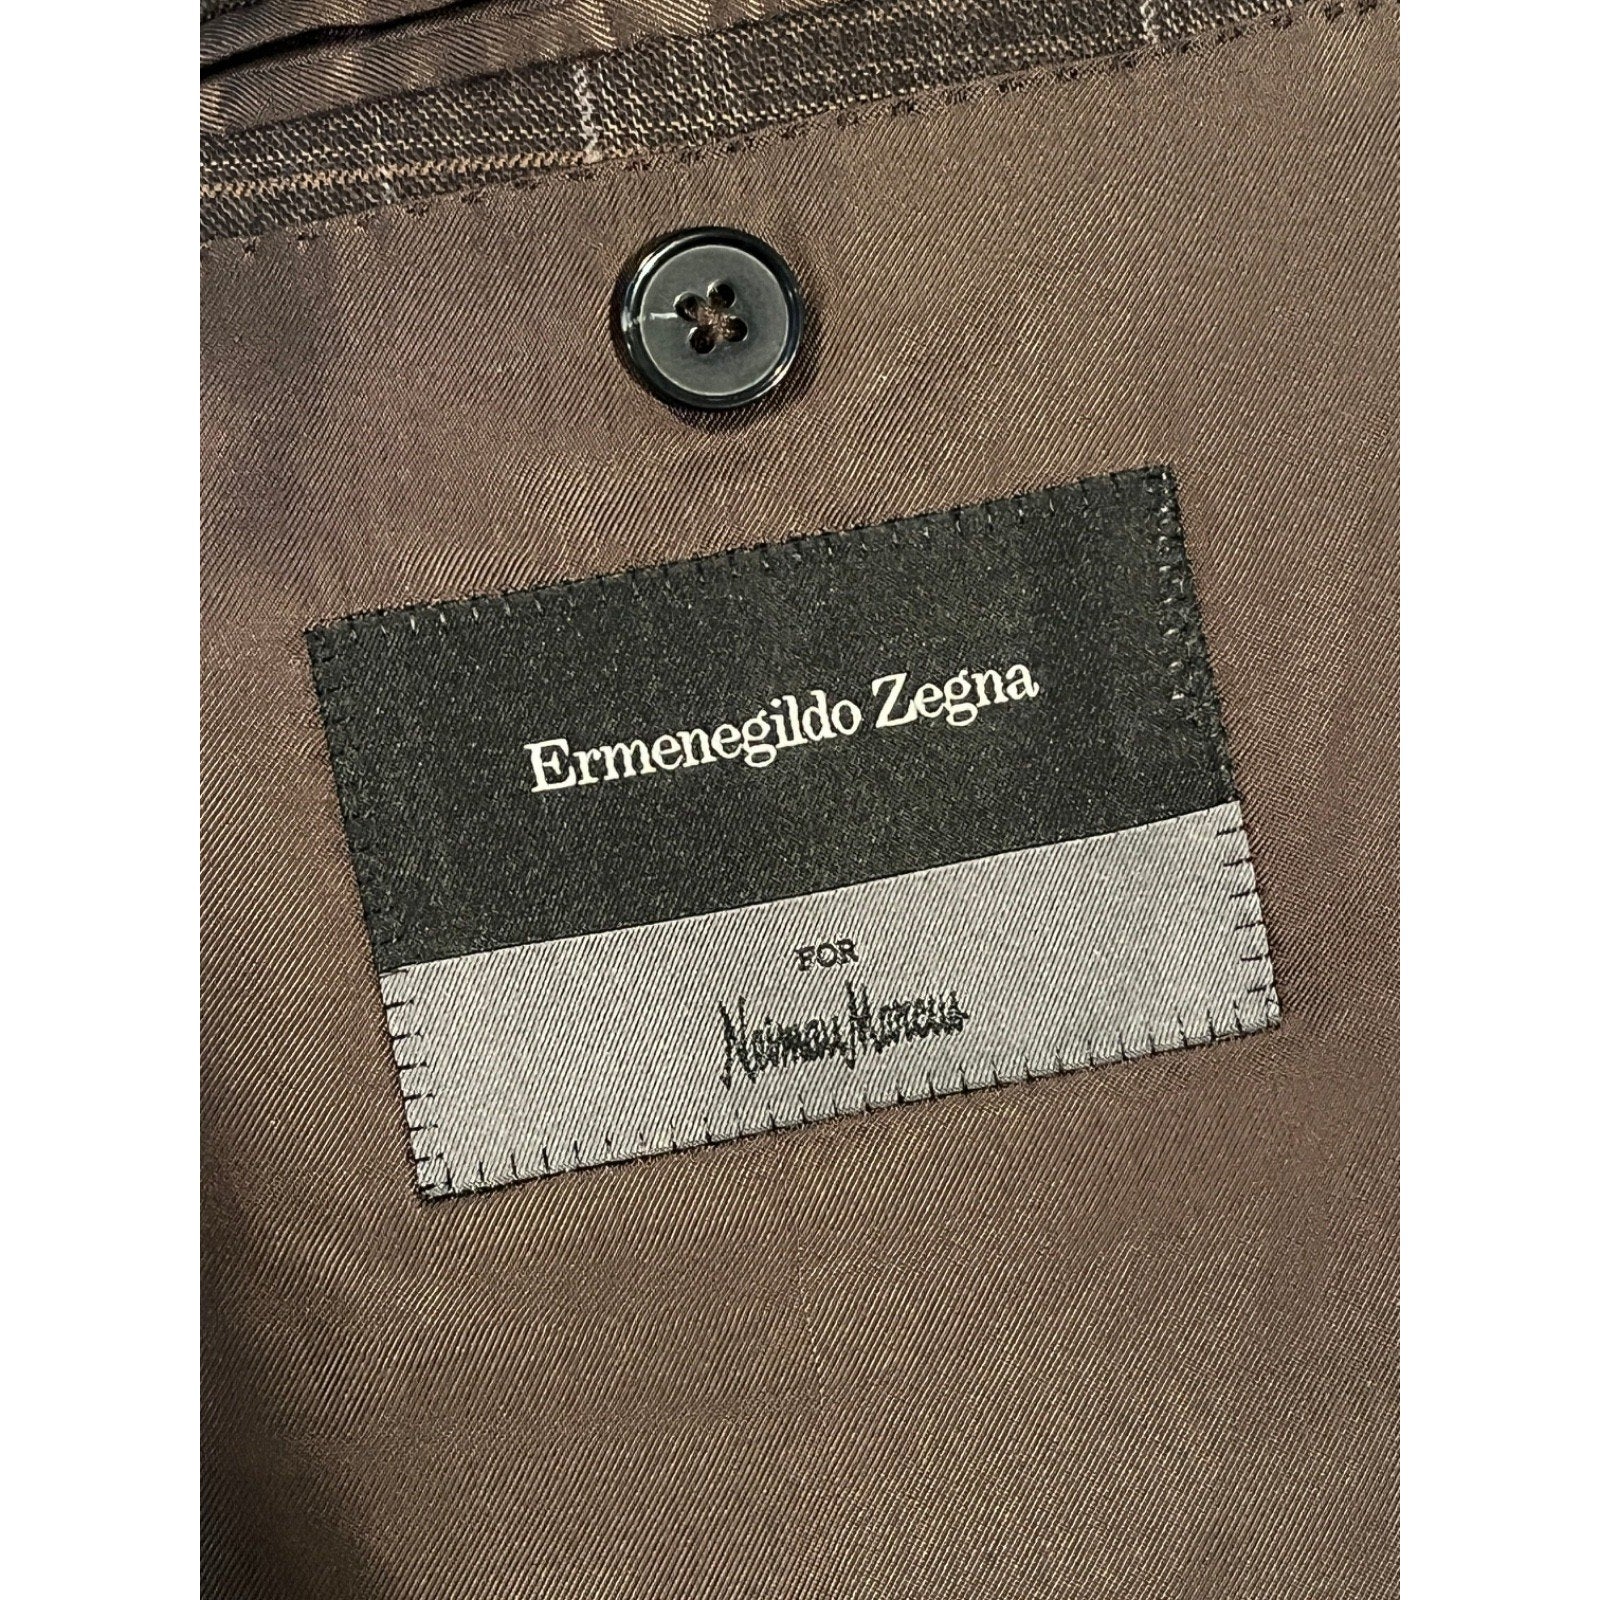 Ermenegildo Zegna
FOR
Neiman Marcus